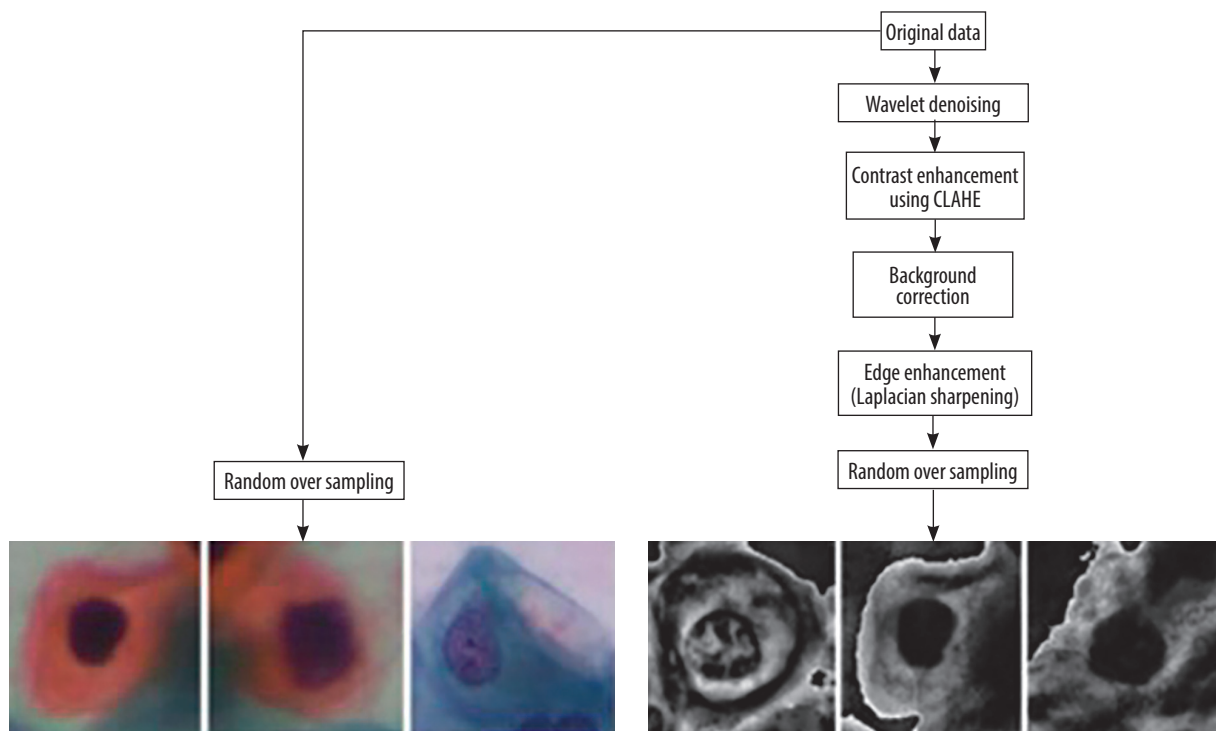 Original data
Wavelet denoising
Contrast enhancement
using CLAHE
Background
correction
Edge enhancement
(Laplacian sharpening)
Random over sampling
Random over sampling